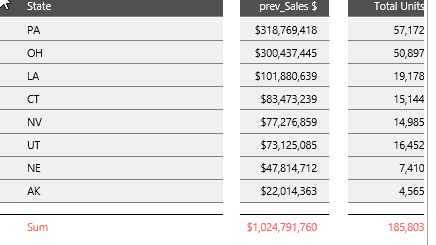 State prev_Sales $ Total Units
PA $318,769,418 57,172
OH $300,437,445 50,897
LA $101,880,639 19,178
CT $83,473,239 15,144
NV $77,276,859 14,985
UT $73,125,085 16,452
NE $47,814,712 7,410
AK $22,014,363 4,565
Sum $1,024,791,760 185,803